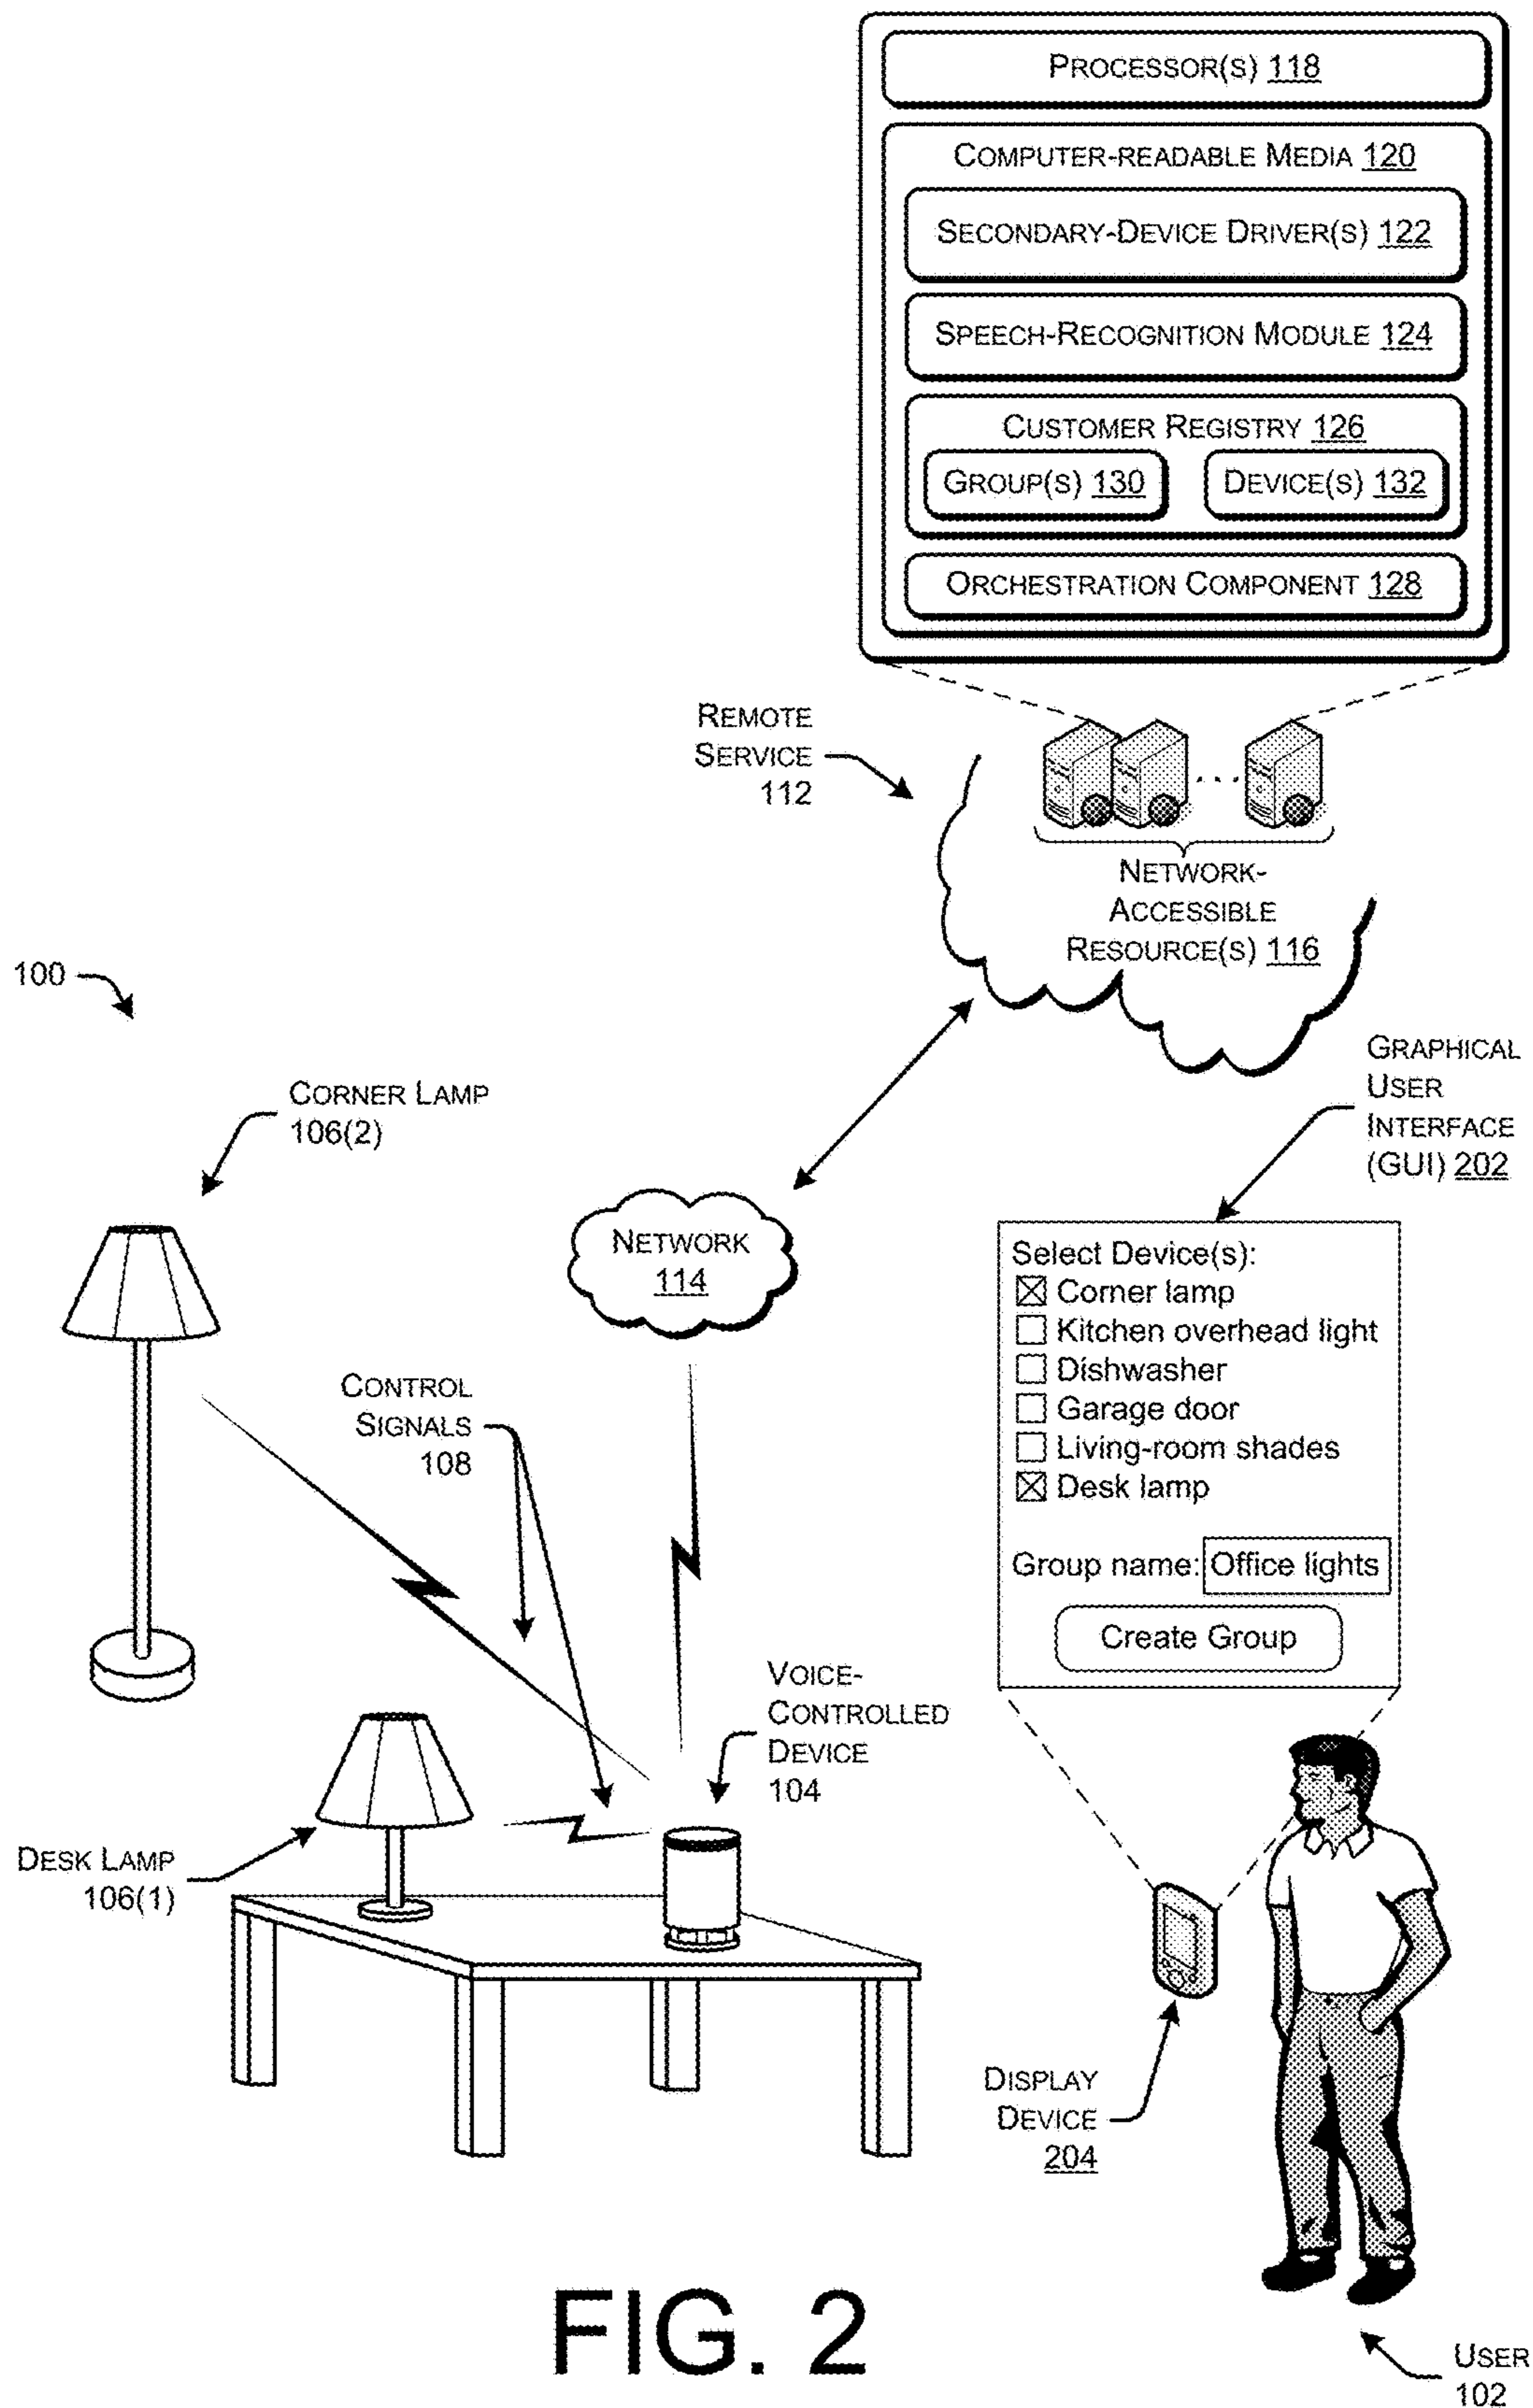 PROCESSOR(S) 118
COMPUTER-READABLE MEDIA 120
SECONDARY-DEVICE DRIVER(S) 122
SPEECH-RECOGNITION MODULE 124
CUSTOMER REGISTRY 126
GROUP(S) 130
DEVICE(S) 132
ORCHESTRATION COMPONENT 128
REMOTE
SERVICE
112
NETWORK-
ACCESSIBLE
RESOURCE(S) 116
100
CORNER LAMP
106(2)
NETWORK
114
GRAPHICAL
USER
INTERFACE
(GUI) 202
Select Device(s):
Corner lamp
Kitchen overhead light
Dishwasher
Garage door
Living-room shades
Desk lamp
Group name: Office lights
Create Group
CONTROL
SIGNALS
108
VOICE-
CONTROLLED
DEVICE
104
DESK LAMP
106(1)
DISPLAY
DEVICE
204
USER
102
FIG. 2